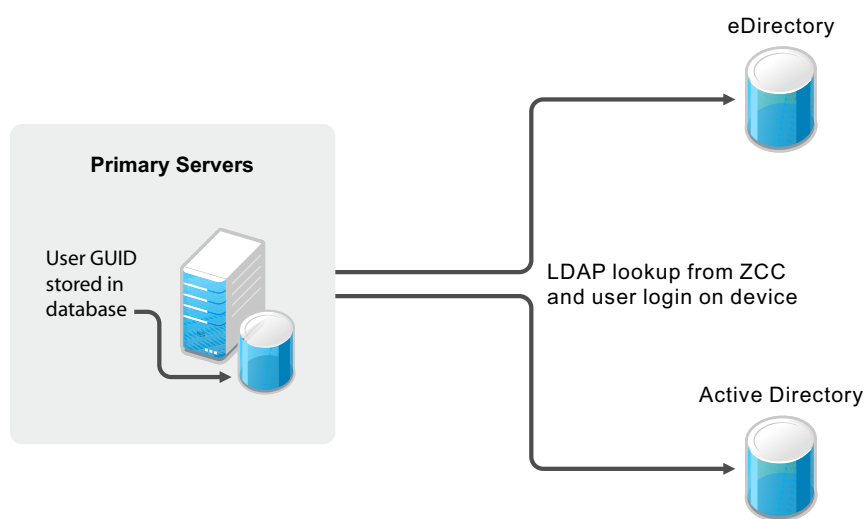 eDirectory
Primary Servers
User GUID
stored in
database
LDAP lookup from ZCC
and user login on device
Active Directory